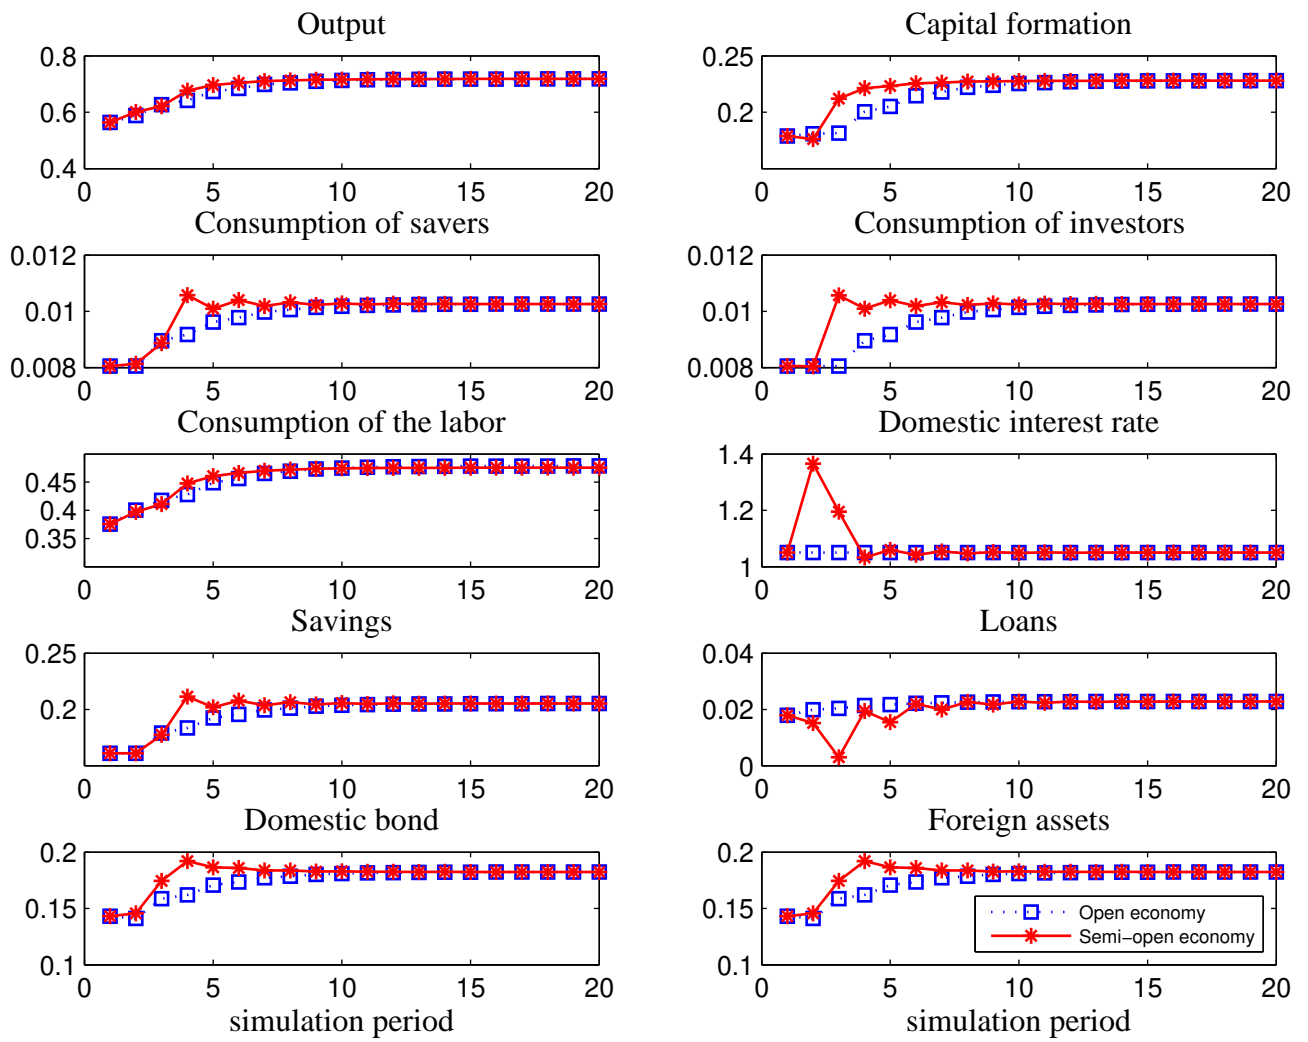 Output
0.8
0.6
0.4
0 5 10 15 20
Capital formation
0.25
0.2
0 5 10 15 20
Consumption of savers
0.012
0.01
0.008
0 5 10 15 20
Consumption of investors
0.012
0.01
0.008
0 5 10 15 20
Consumption of the labor
0.45
0.4
0.35
0 5 10 15 20
Domestic interest rate
1.4
1.2
1
0 5 10 15 20
Savings
0.25
0.2
0 5 10 15 20
Loans
0.04
0.02
0
0 5 10 15 20
Domestic bond
0.2
0.15
0.1
0 5 10 15 20
simulation period
Foreign assets
0.2
0.15
0.1
Open economy
Semi−open economy
0 5 10 15 20
simulation period